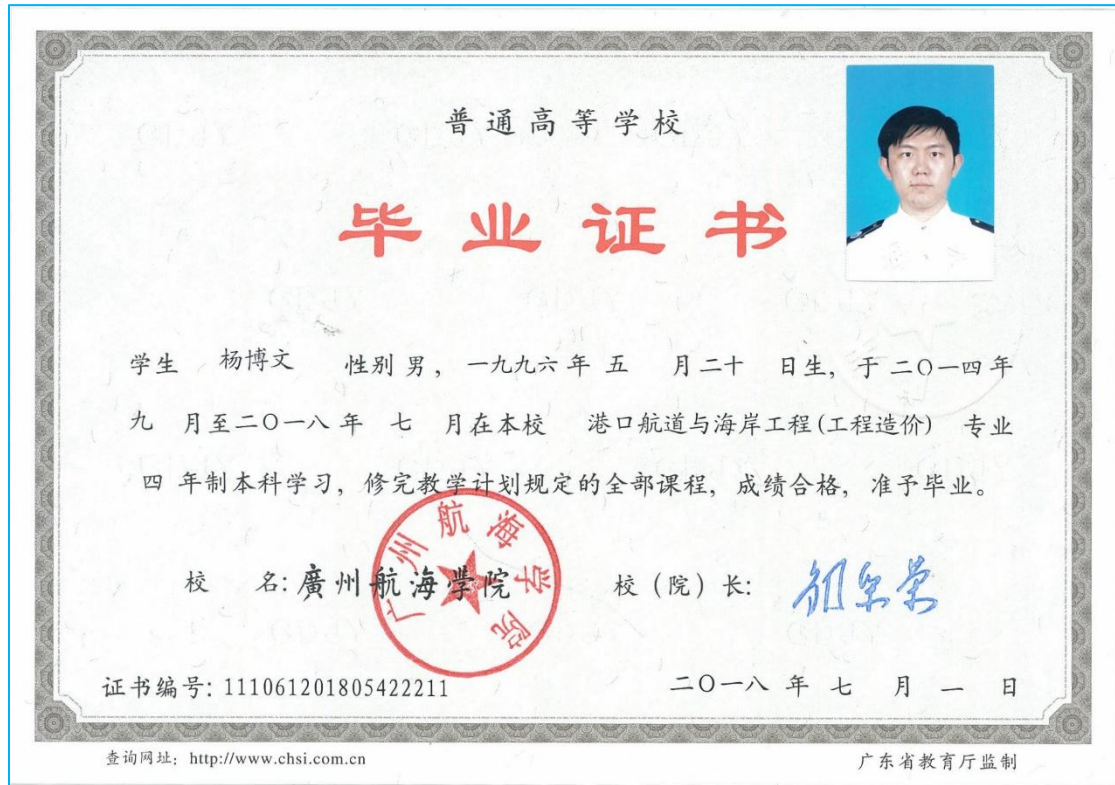 普通高等学校
毕业证书
学生 杨博文 性别 男, 一九九六 年 五 月 二十 日生, 于 二〇一四 年
九 月至 二〇一八 年 七 月在本校 港口航道与海岸工程(工程造价) 专业
四 年制本科学习, 修完教学计划规定的全部课程, 成绩合格, 准予毕业。
校 名: 廣州航海学院 校(院)长:
广州航海学院
证书编号: 111061201805422211 二〇一八 年 七 月 一 日
查询网址: http://www.chsi.com.cn 广东省教育厅监制